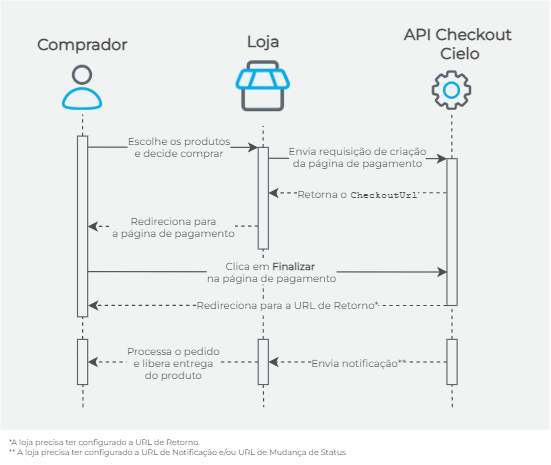 Comprador
Loja
API Checkout
Cielo
Escolhe os produtos
e decide comprar
Envia requisição de criação
da página de pagamento
Retorna o CheckoutUrl
Redireciona para
a página de pagamento
Clica em Finalizar
na página de pagamento
Redireciona para a URL de Retorno*
Processa o pedido
e libera entrega
do produto
Envia notificação**
*A loja precisa ter configurado a URL de Retorno.
** A loja precisa ter configurado a URL de Notificação e/ou URL de Mudança de Status